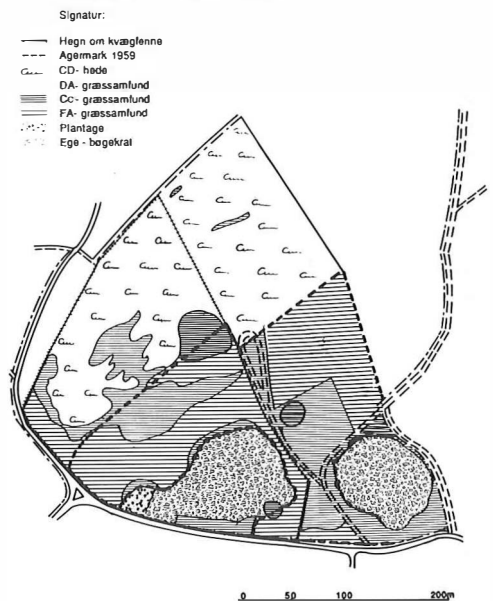 Signatur:
Hegn om kvægfenne
Agermark 1959
CD- hede
DA- græssamfund
Cc- græssamfund
FA- græssamfund
Plantage
Ege - bøgekrat
0 50 100 200m